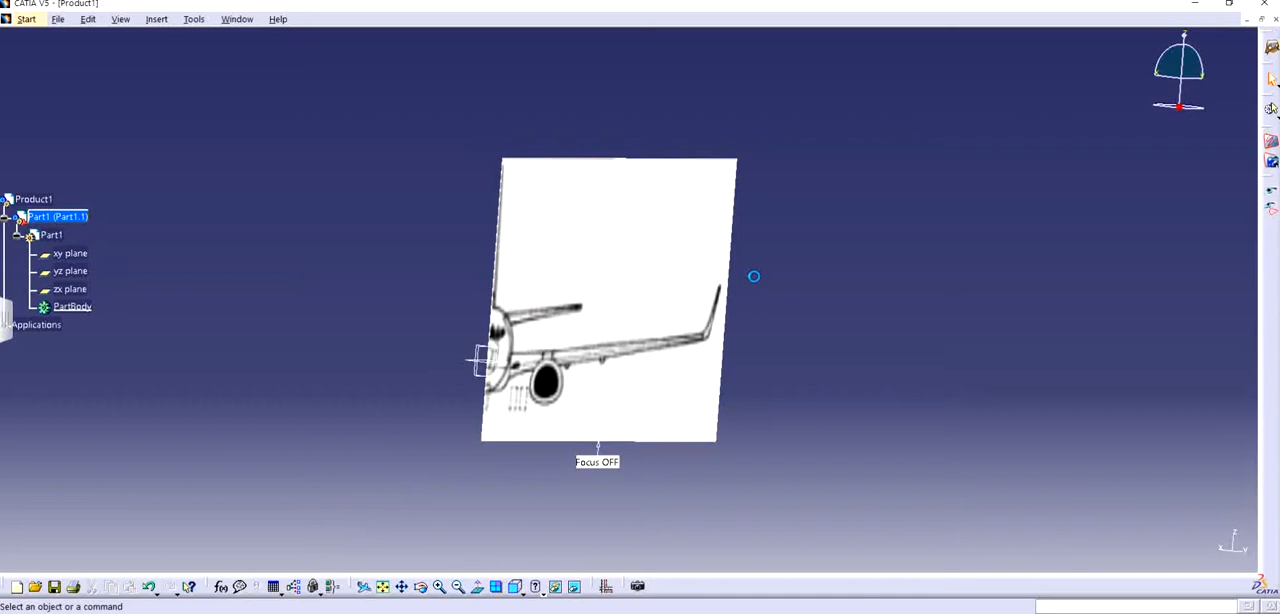 CATIA V5 - [Product1]
Start File Edit View Insert Tools Window Help
z
Product1
Part1 (Part1.1)
Part1
xy plane
yz plane
zx plane
PartBody
Applications
Focus OFF
z
x y
f(x)
CATIA
Select an object or a command